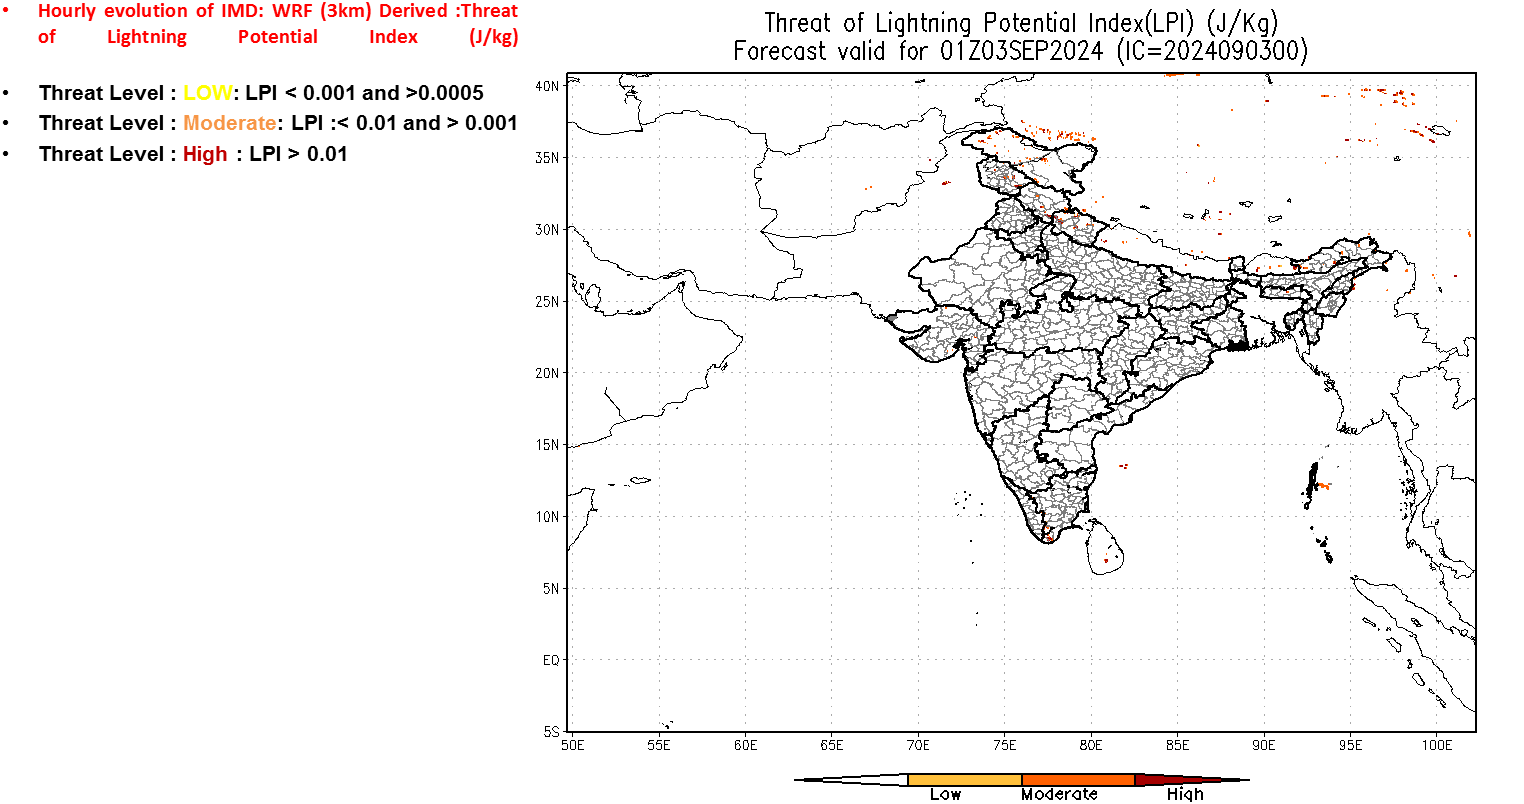 • Hourly evolution of IMD: WRF (3km) Derived :Threat
of Lightning Potential Index (J/kg)
• Threat Level : LOW: LPI < 0.001 and >0.0005
• Threat Level : Moderate: LPI :< 0.01 and > 0.001
• Threat Level : High : LPI > 0.01
Threat of Lightning Potential Index(LPI) (J/Kg)
Forecast valid for 01Z03SEP2024 (IC=2024090300)
40N
35N
30N
25N
20N
15N
10N
5N
EQ
5S
50E 55E 60E 65E 70E 75E 80E 85E 90E 95E 100E
Low Moderate High